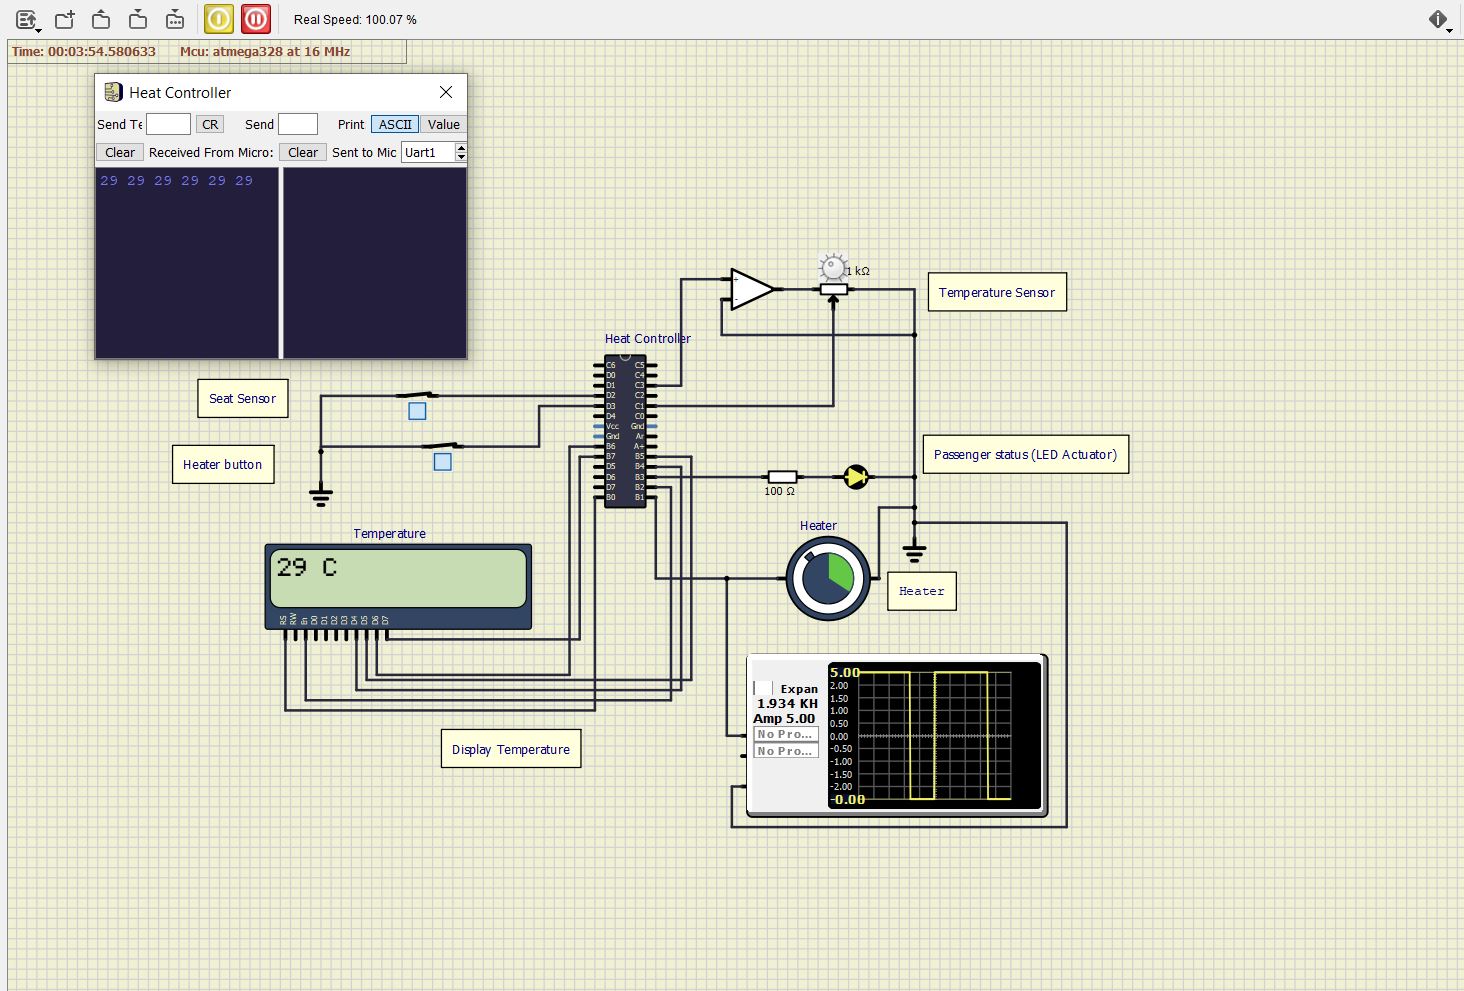 Real Speed: 100.07 %
Time: 00:03:54.580633 Mcu: atmega328 at 16 MHz
Heat Controller
Send Te CR Send Print ASCII Value
Clear Received From Micro: Clear Sent to Mic Uart1
29 29 29 29 29 29
1 kΩ
Temperature Sensor
Heat Controller
C6 C5
D0 C4
D1 C3
D2 C2
D3 C1
D4 C0
Vcc Gnd
Gnd Ar
B6 A+
B7 B5
D5 B4
D6 B3
D7 B2
B0 B1
Seat Sensor
Heater button
Passenger status (LED Actuator)
100 Ω
Temperature
29 C
RS RW En D0 D1 D2 D3 D4 D5 D6 D7
Heater
Heater
Display Temperature
Expan
1.934 KH
Amp 5.00
No Pro...
No Pro...
5.00
2.00
1.50
1.00
0.50
0.00
-0.50
-1.00
-1.50
-2.00
-0.00